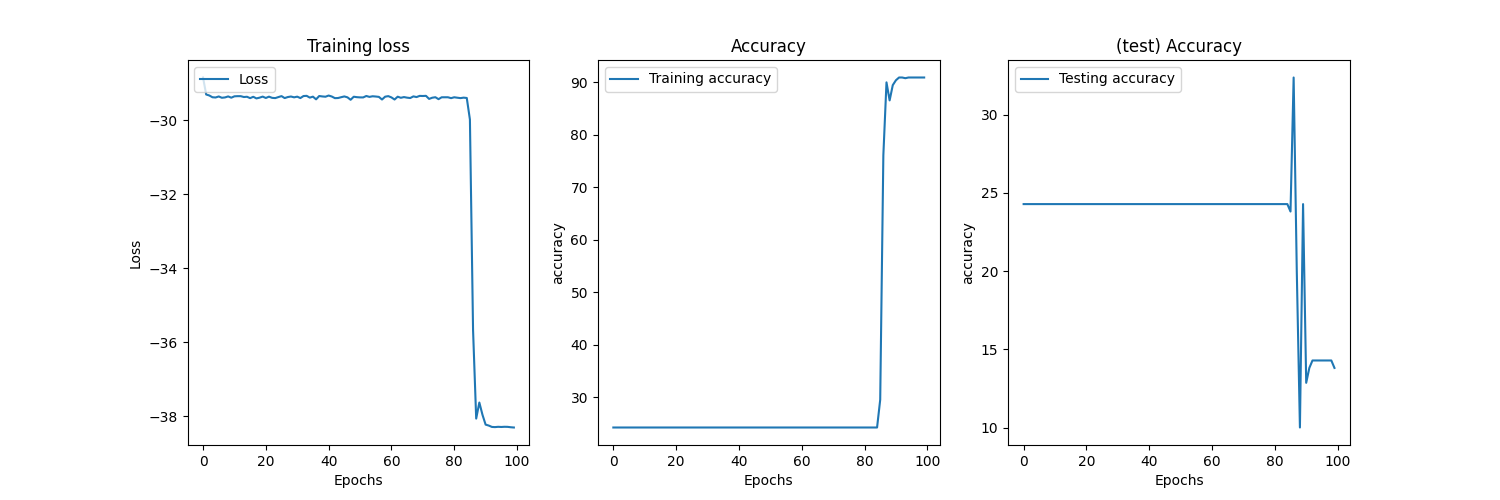 Training loss
Loss
Loss
−30
−32
−34
−36
−38
0 20 40 60 80 100
Epochs
Accuracy
Training accuracy
accuracy
90
80
70
60
50
40
30
0 20 40 60 80 100
Epochs
(test) Accuracy
Testing accuracy
accuracy
30
25
20
15
10
0 20 40 60 80 100
Epochs